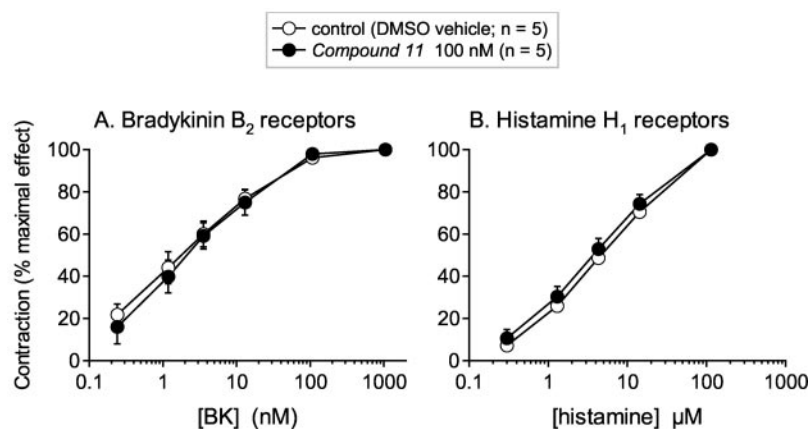 control (DMSO vehicle; n = 5)
Compound 11 100 nM (n = 5)
A. Bradykinin B₂ receptors
B. Histamine H₁ receptors
Contraction (% maximal effect)
100
80
60
40
20
0
0.1 1 10 100 1000
[BK] (nM)
100
80
60
40
20
0
0.1 1 10 100 1000
[histamine] µM